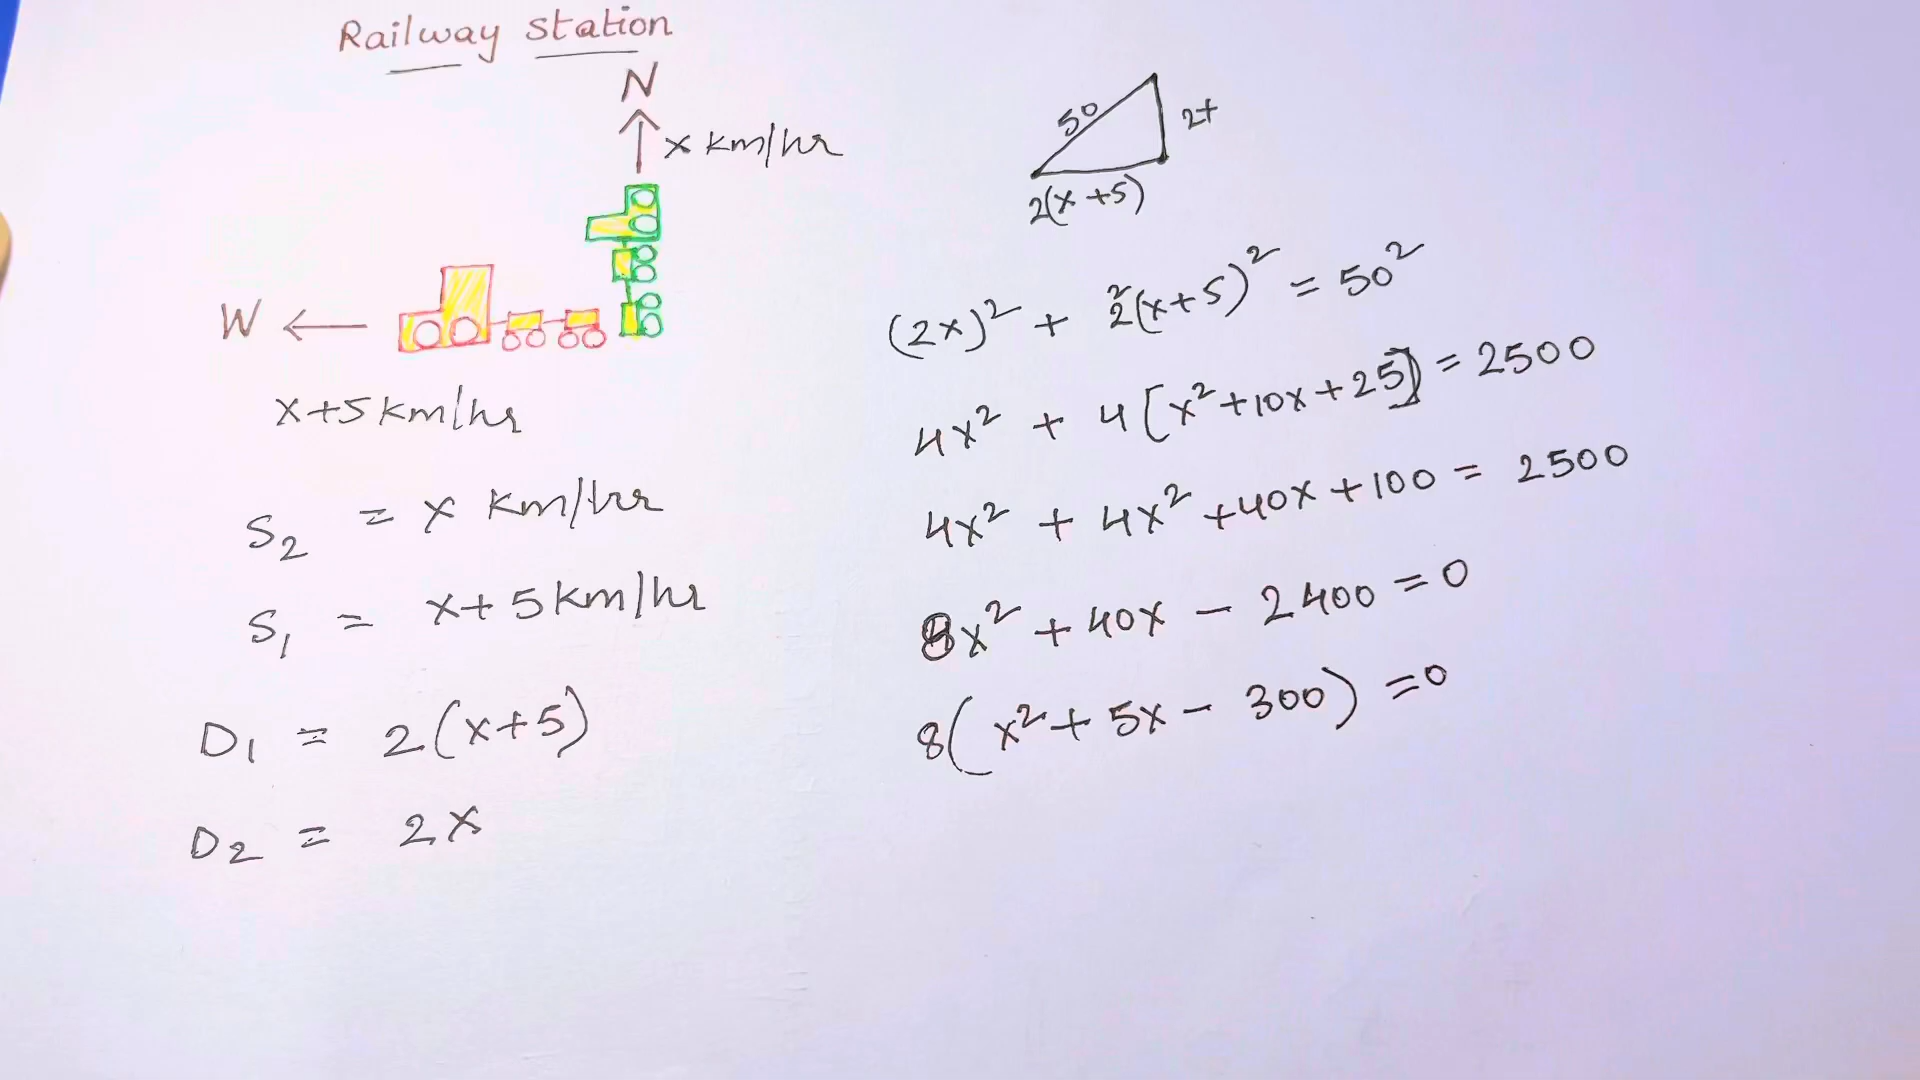 Railway Station
N
x km/hr
W ←
x+5 km/hr
S₂ = x km/hr
S₁ = x+5 km/hr
D₁ = 2(x+5)
D₂ = 2x
50
2x
2(x+5)
(2x)² + 2²(x+5)² = 50²
4x² + 4[x²+10x+25] = 2500
4x² + 4x² +40x+100 = 2500
8x² + 40x - 2400 = 0
8(x² + 5x - 300) = 0